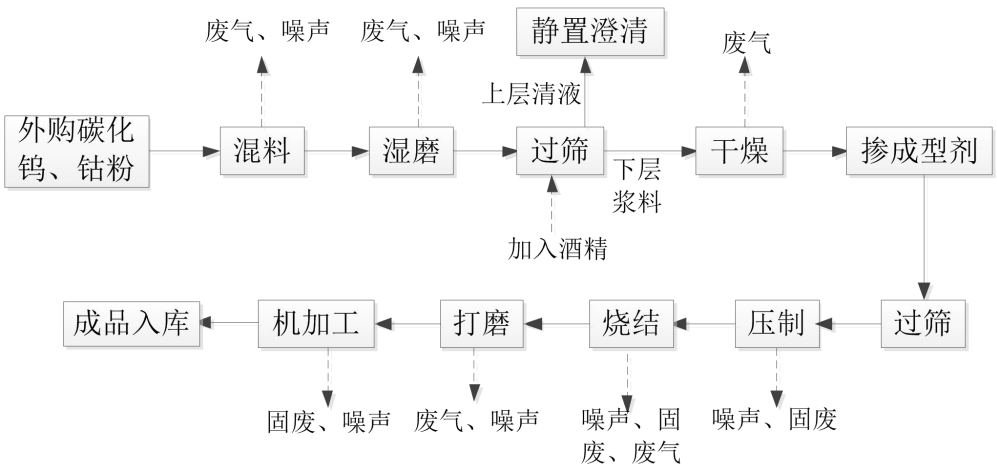 废气、噪声
废气、噪声
静置澄清
废气
上层清液
外购碳化
钨、钴粉
混料
湿磨
过筛
干燥
掺成型剂
下层
浆料
加入酒精
成品入库
机加工
打磨
烧结
压制
过筛
固废、噪声
废气、噪声
噪声、固
废、废气
噪声、固废